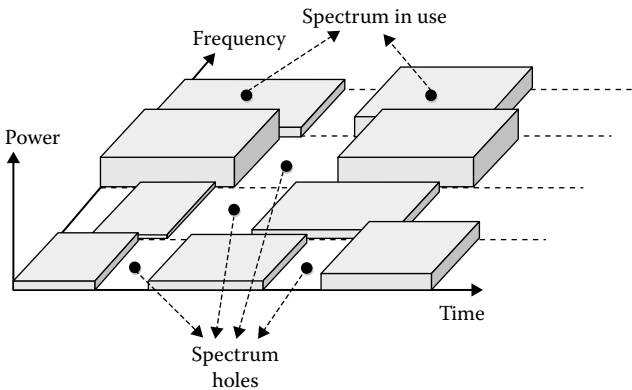 Spectrum in use
Frequency
Power
Time
Spectrum
holes